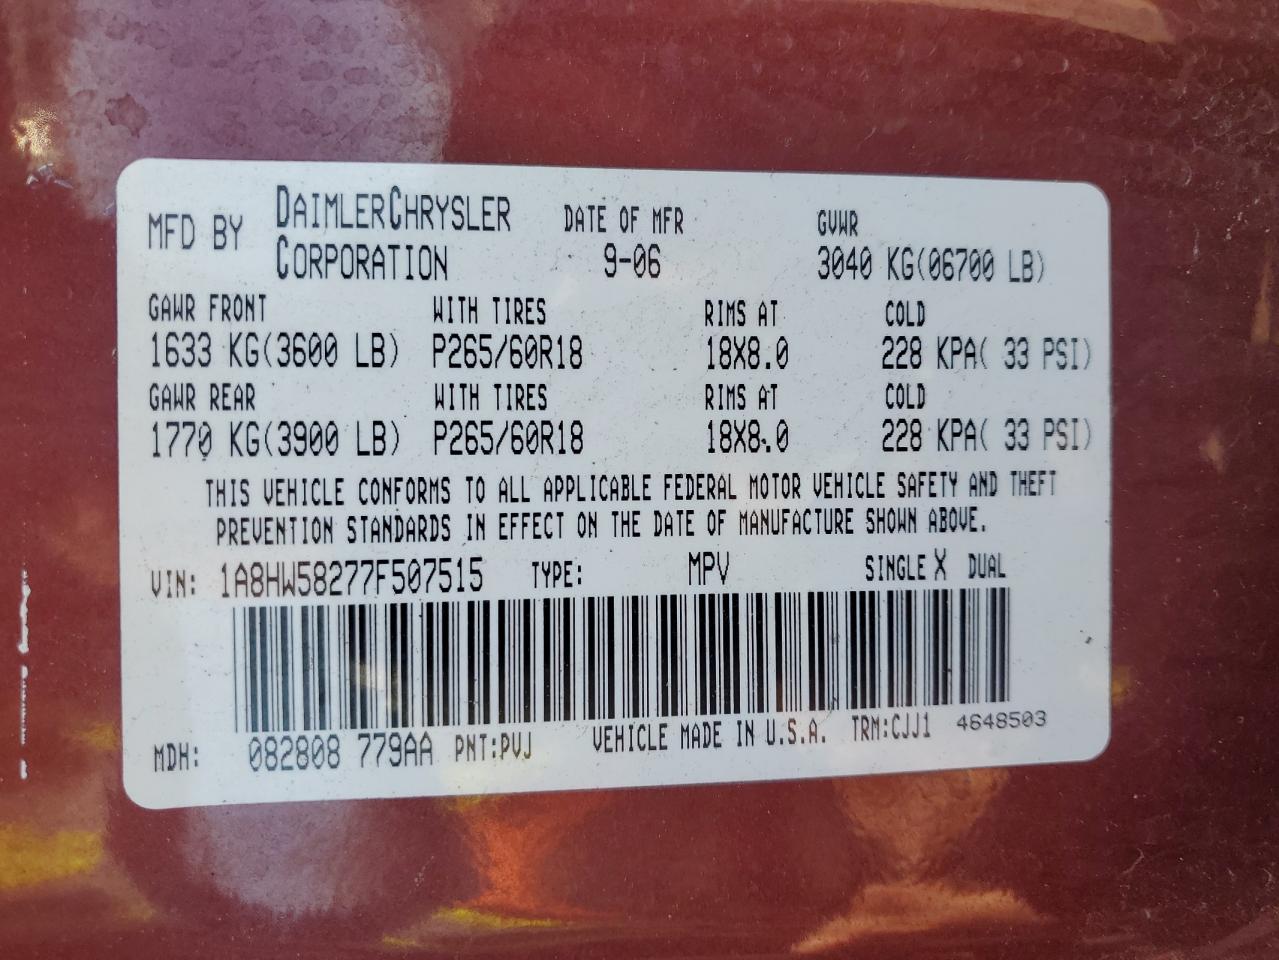 MFD BY DAIMLERCHRYSLER CORPORATION DATE OF MFR 9-06 GVWR 3040 KG(06700 LB)
GAWR FRONT WITH TIRES RIMS AT COLD
1633 KG(3600 LB) P265/60R18 18X8.0 228 KPA( 33 PSI)
GAWR REAR WITH TIRES RIMS AT COLD
1770 KG(3900 LB) P265/60R18 18X8.0 228 KPA( 33 PSI)
THIS VEHICLE CONFORMS TO ALL APPLICABLE FEDERAL MOTOR VEHICLE SAFETY AND THEFT
PREVENTION STANDARDS IN EFFECT ON THE DATE OF MANUFACTURE SHOWN ABOVE.
VIN: 1A8HW58277F507515 TYPE: MPV SINGLE X DUAL
MDH: 082808 779AA PNT:PVJ VEHICLE MADE IN U.S.A. TRM:CJJ1 4648503